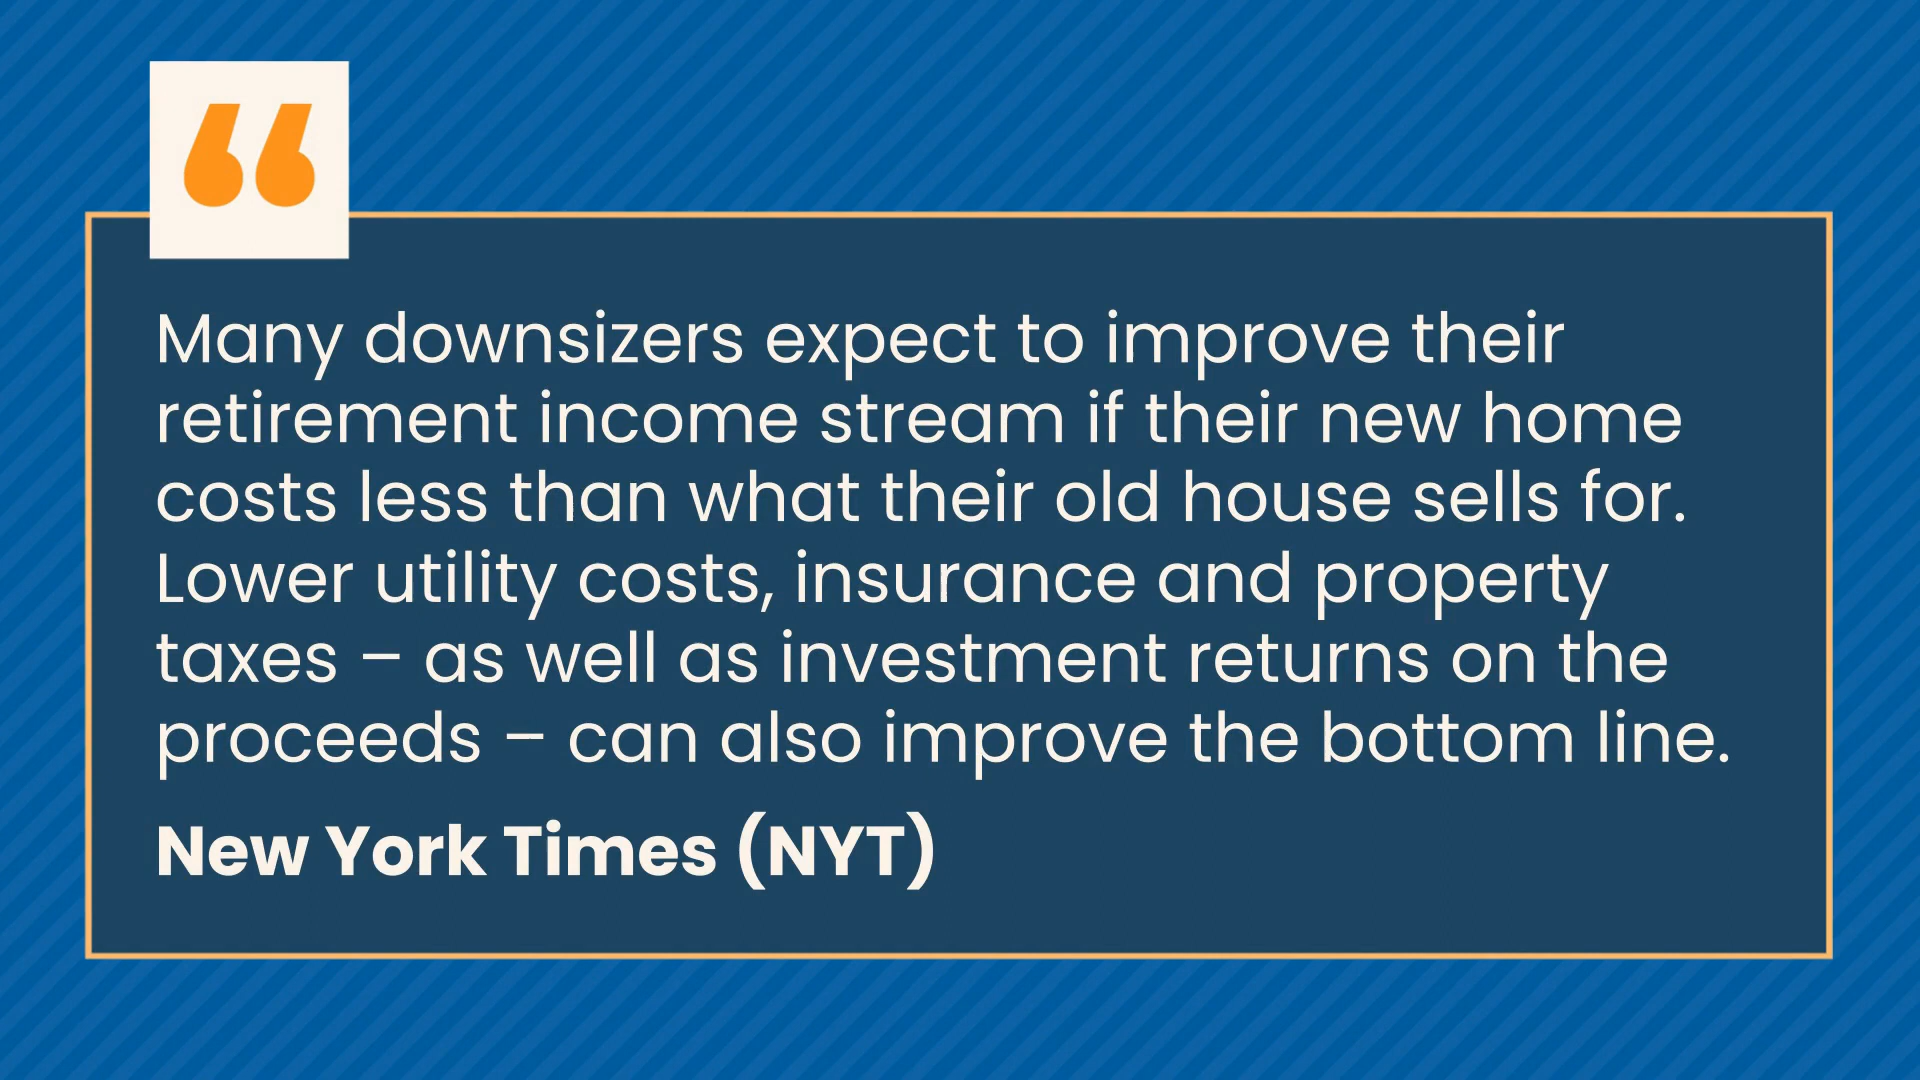 “
Many downsizers expect to improve their
retirement income stream if their new home
costs less than what their old house sells for.
Lower utility costs, insurance and property
taxes – as well as investment returns on the
proceeds – can also improve the bottom line.
New York Times (NYT)